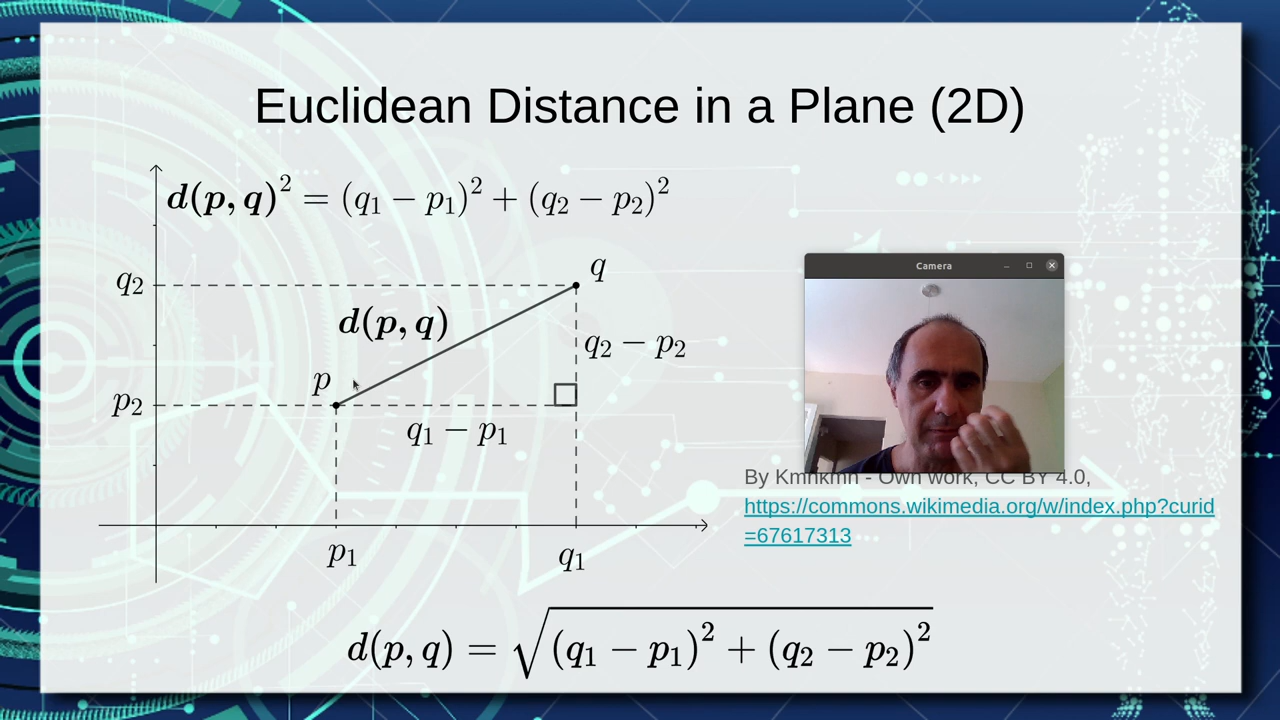 Euclidean Distance in a Plane (2D)
d(p, q)² = (q₁ − p₁)² + (q₂ − p₂)²
q
q₂
d(p, q)
q₂ − p₂
p
p₂
q₁ − p₁
p₁
q₁
Camera
By Kmhkmh - Own work, CC BY 4.0,
https://commons.wikimedia.org/w/index.php?curid
=67617313
d(p, q) = √(q₁ − p₁)² + (q₂ − p₂)²